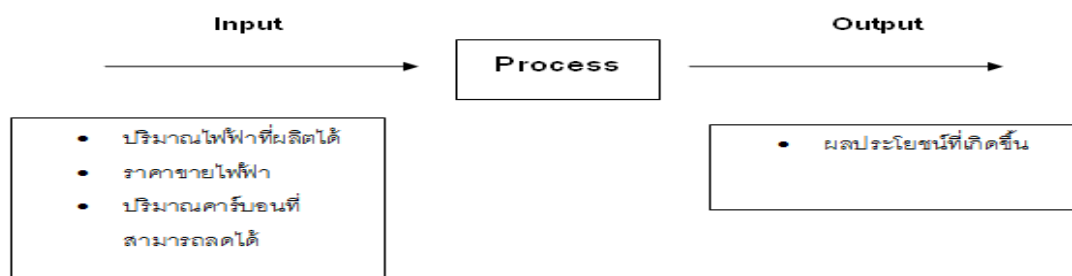 Input
Output
Process
• ปริมาณไฟฟ้าที่ผลิตได้
• ราคาขายไฟฟ้า
• ปริมาณคาร์บอนที่
สามารถลดได้
• ผลประโยชน์ที่เกิดขึ้น